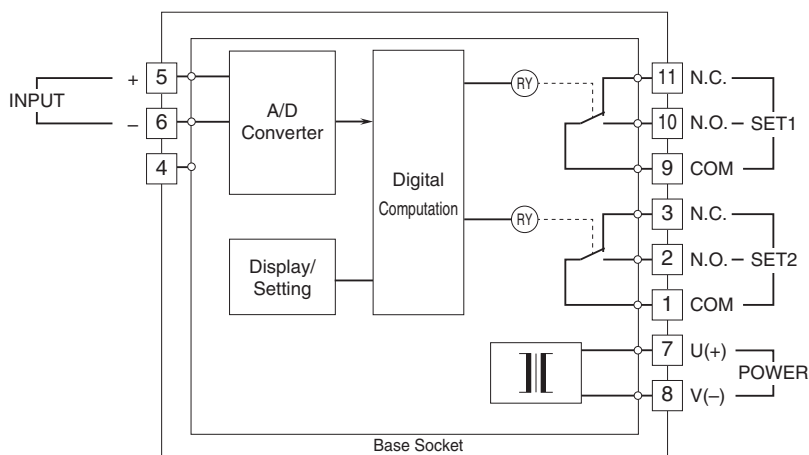 INPUT
+ 5
– 6
4
A/D
Converter
Display/
Setting
Digital
Computation
RY
RY
11 N.C.
10 N.O.
9 COM
SET1
3 N.C.
2 N.O.
1 COM
SET2
7 U(+)
8 V(–)
POWER
Base Socket